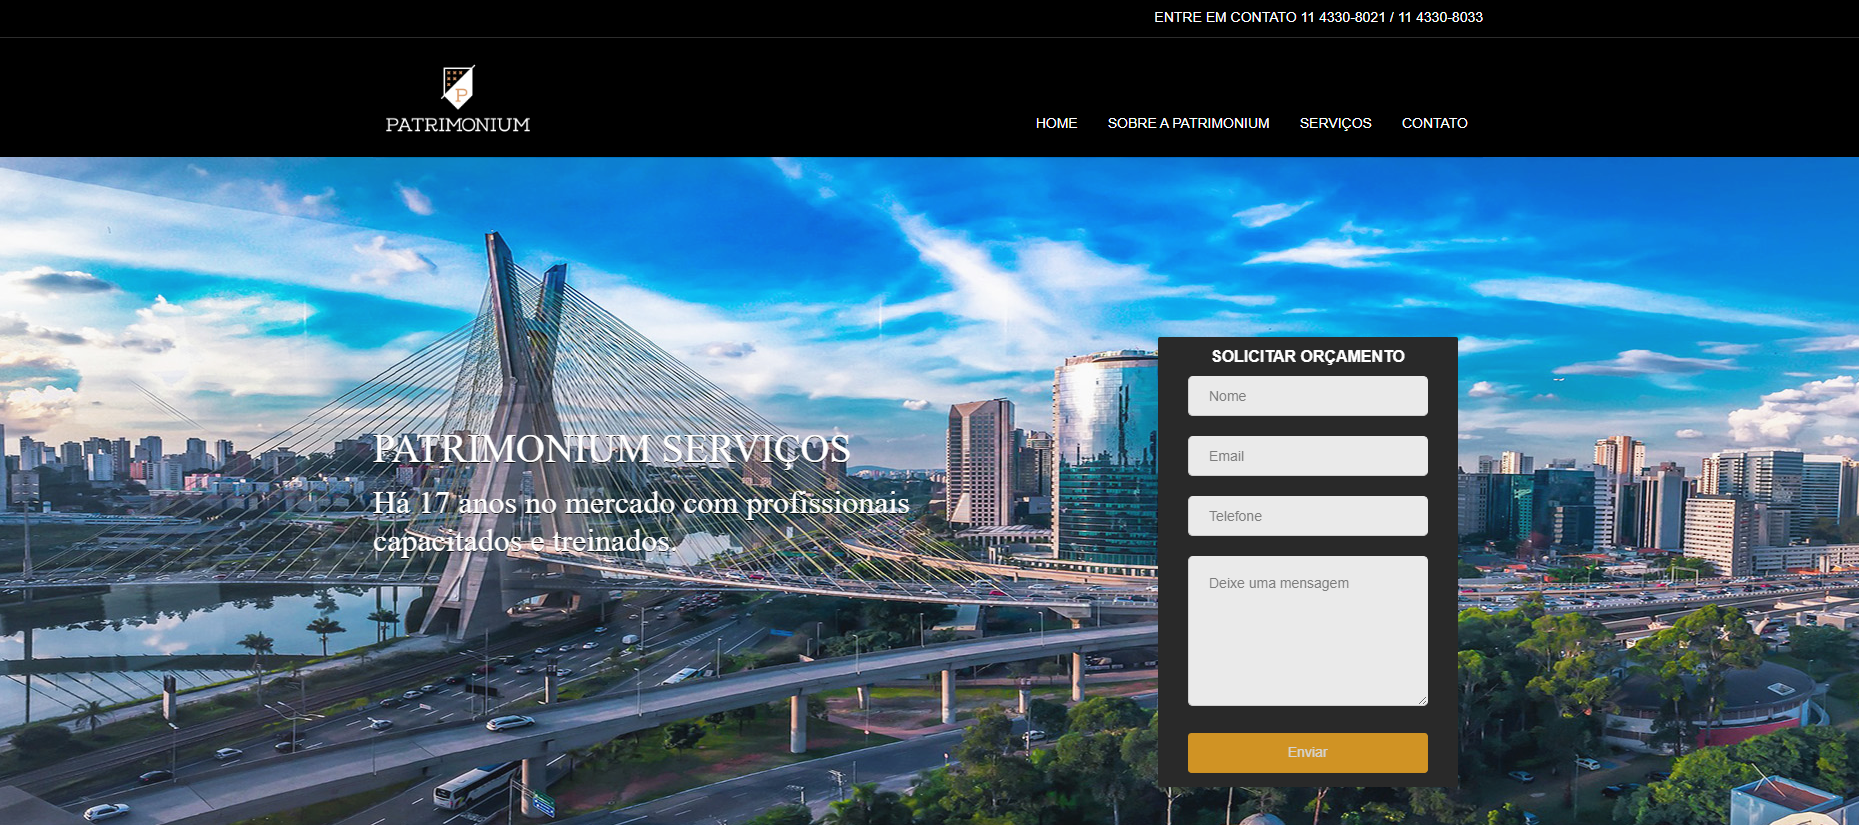 ENTRE EM CONTATO 11 4330-8021 / 11 4330-8033
P
PATRIMONIUM
HOME SOBRE A PATRIMONIUM SERVIÇOS CONTATO
PATRIMONIUM SERVIÇOS
Há 17 anos no mercado com profissionais
capacitados e treinados.
SOLICITAR ORÇAMENTO
Nome
Email
Telefone
Deixe uma mensagem
Enviar